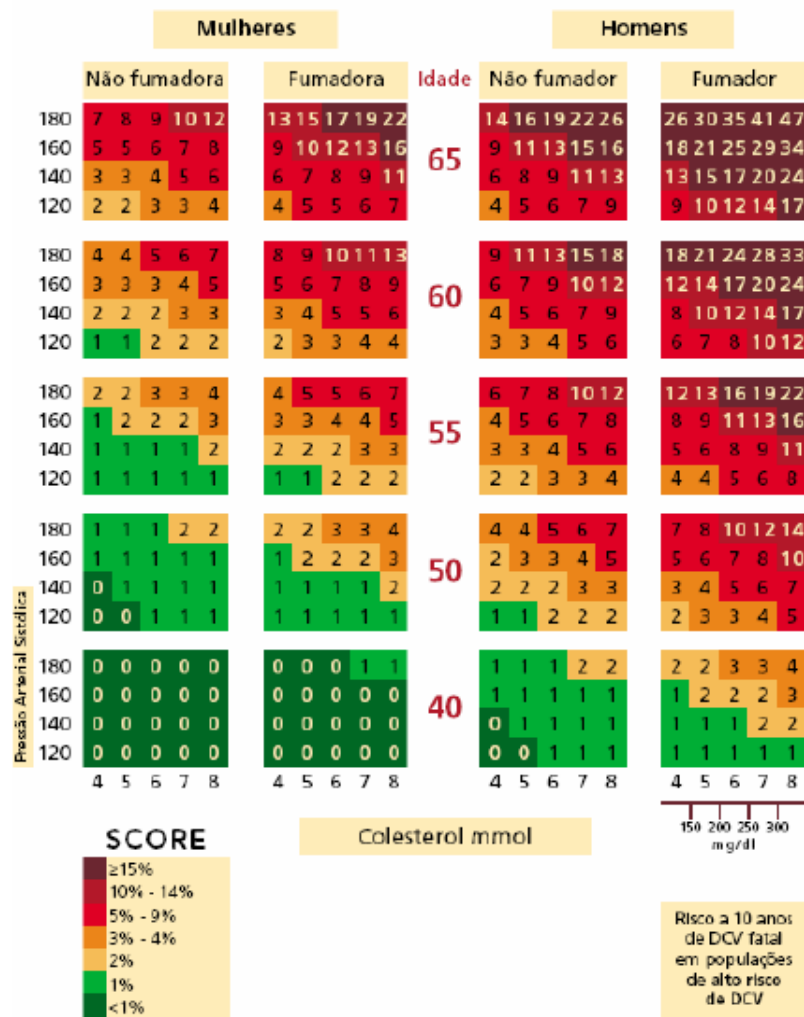 Mulheres Homens
Não fumadora Fumadora Idade Não fumador Fumador
180 7 8 9 10 12 13 15 17 19 22 14 16 19 22 26 26 30 35 41 47
160 5 5 6 7 8 9 10 12 13 16 9 11 13 15 16 18 21 25 29 34
65
140 3 3 4 5 6 6 7 8 9 11 6 8 9 11 13 13 15 17 20 24
120 2 2 3 3 4 4 5 5 6 7 4 5 6 7 9 9 10 12 14 17
180 4 4 5 6 7 8 9 10 11 13 9 11 13 15 18 18 21 24 28 33
160 3 3 3 4 5 5 6 7 8 9 6 7 9 10 12 12 14 17 20 24
60
140 2 2 2 3 3 3 4 5 5 6 4 5 6 7 9 8 10 12 14 17
120 1 1 2 2 2 2 3 3 4 4 3 3 4 5 6 6 7 8 10 12
180 2 2 3 3 4 4 5 5 6 7 6 7 8 10 12 12 13 16 19 22
160 1 2 2 2 3 3 3 4 4 5 4 5 6 7 8 8 9 11 13 16
55
140 1 1 1 1 2 2 2 2 3 3 3 3 4 5 6 5 6 8 9 11
120 1 1 1 1 1 1 1 2 2 2 2 2 3 3 4 4 4 5 6 8
180 1 1 1 2 2 2 2 3 3 4 4 4 5 6 7 7 8 10 12 14
160 1 1 1 1 1 1 2 2 2 3 2 3 3 4 5 5 6 7 8 10
50
140 0 1 1 1 1 1 1 1 1 2 2 2 2 3 3 3 4 5 6 7
120 0 0 1 1 1 1 1 1 1 1 1 1 2 2 2 2 3 3 4 5
180 0 0 0 0 0 0 0 0 1 1 1 1 1 2 2 2 2 3 3 4
160 0 0 0 0 0 0 0 0 0 0 1 1 1 1 1 1 2 2 2 3
40
140 0 0 0 0 0 0 0 0 0 0 0 1 1 1 1 1 1 1 2 2
120 0 0 0 0 0 0 0 0 0 0 0 0 1 1 1 1 1 1 1 1
Pressão Arterial Sistólica
4 5 6 7 8 4 5 6 7 8 4 5 6 7 8 4 5 6 7 8
150 200 250 300
mg/dl
Colesterol mmol
SCORE
≥15%
10% - 14%
5% - 9%
3% - 4%
2%
1%
<1%
Risco a 10 anos
de DCV fatal
em populações
de alto risco
de DCV